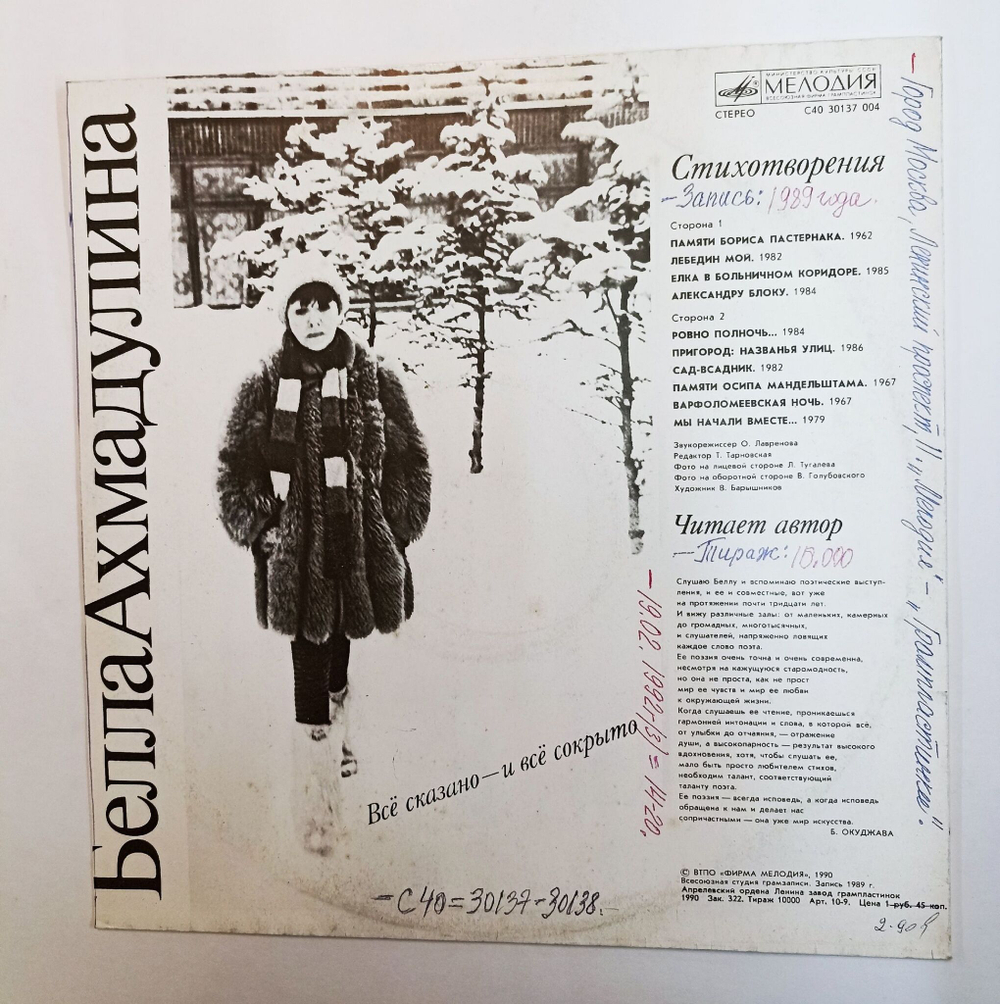 Белла Ахмадулина
МИНИСТЕРСТВО КУЛЬТУРЫ СССР
МЕЛОДИЯ
ВСЕСОЮЗНАЯ ФИРМА ГРАМПЛАСТИНОК
СТЕРЕО С40 30137 004
Стихотворения
–Запись: 1989 года.
Сторона 1
ПАМЯТИ БОРИСА ПАСТЕРНАКА. 1962
ЛЕБЕДИН МОЙ. 1982
ЕЛКА В БОЛЬНИЧНОМ КОРИДОРЕ. 1985
АЛЕКСАНДРУ БЛОКУ. 1984
Сторона 2
РОВНО ПОЛНОЧЬ... 1984
ПРИГОРОД: НАЗВАНЬЯ УЛИЦ. 1986
САД-ВСАДНИК. 1982
ПАМЯТИ ОСИПА МАНДЕЛЬШТАМА. 1967
ВАРФОЛОМЕЕВСКАЯ НОЧЬ. 1967
МЫ НАЧАЛИ ВМЕСТЕ... 1979
Звукорежиссер О. Лавренова
Редактор Т. Тарновская
Фото на лицевой стороне Л. Тугалева
Фото на оборотной стороне В. Голубовского
Художник В. Барышников
Читает автор
–Тираж: 15.000
Слушаю Беллу и вспоминаю поэтические выступ-
ления, и ее и совместные, вот уже
на протяжении почти тридцати лет.
И вижу различные залы: от маленьких, камерных
до громадных, многотысячных,
и слушателей, напряженно ловящих
каждое слово поэта.
Ее поэзия очень точна и очень современна,
несмотря на кажущуюся старомодность,
но она не проста, как не прост
мир ее чувств и мир ее любви
к окружающей жизни.
Когда слушаешь ее чтение, проникаешься
гармонией интонации и слова, в которой всё,
от улыбки до отчаяния, — отражение
души, а высокопарность — результат высокого
вдохновения, хотя, чтобы слушать ее,
мало быть просто любителем стихов,
необходим талант, соответствующий
таланту поэта.
Ее поэзия — всегда исповедь, а когда исповедь
обращена к нам и делает нас
сопричастными — она уже мир искусства.
Б. ОКУДЖАВА
© ВТПО «ФИРМА МЕЛОДИЯ», 1990
Всесоюзная студия грамзаписи. Запись 1989 г.
Апрелевский ордена Ленина завод грампластинок
1990 Зак. 322. Тираж 10000 Арт. 10-9. Цена 1 руб. 45 коп.
Всё сказано—и всё сокрыто
–С40=30137-30138.–
–Город Москва, Ленинский проспект, 11. „Мелодия"– „Грампластинки."